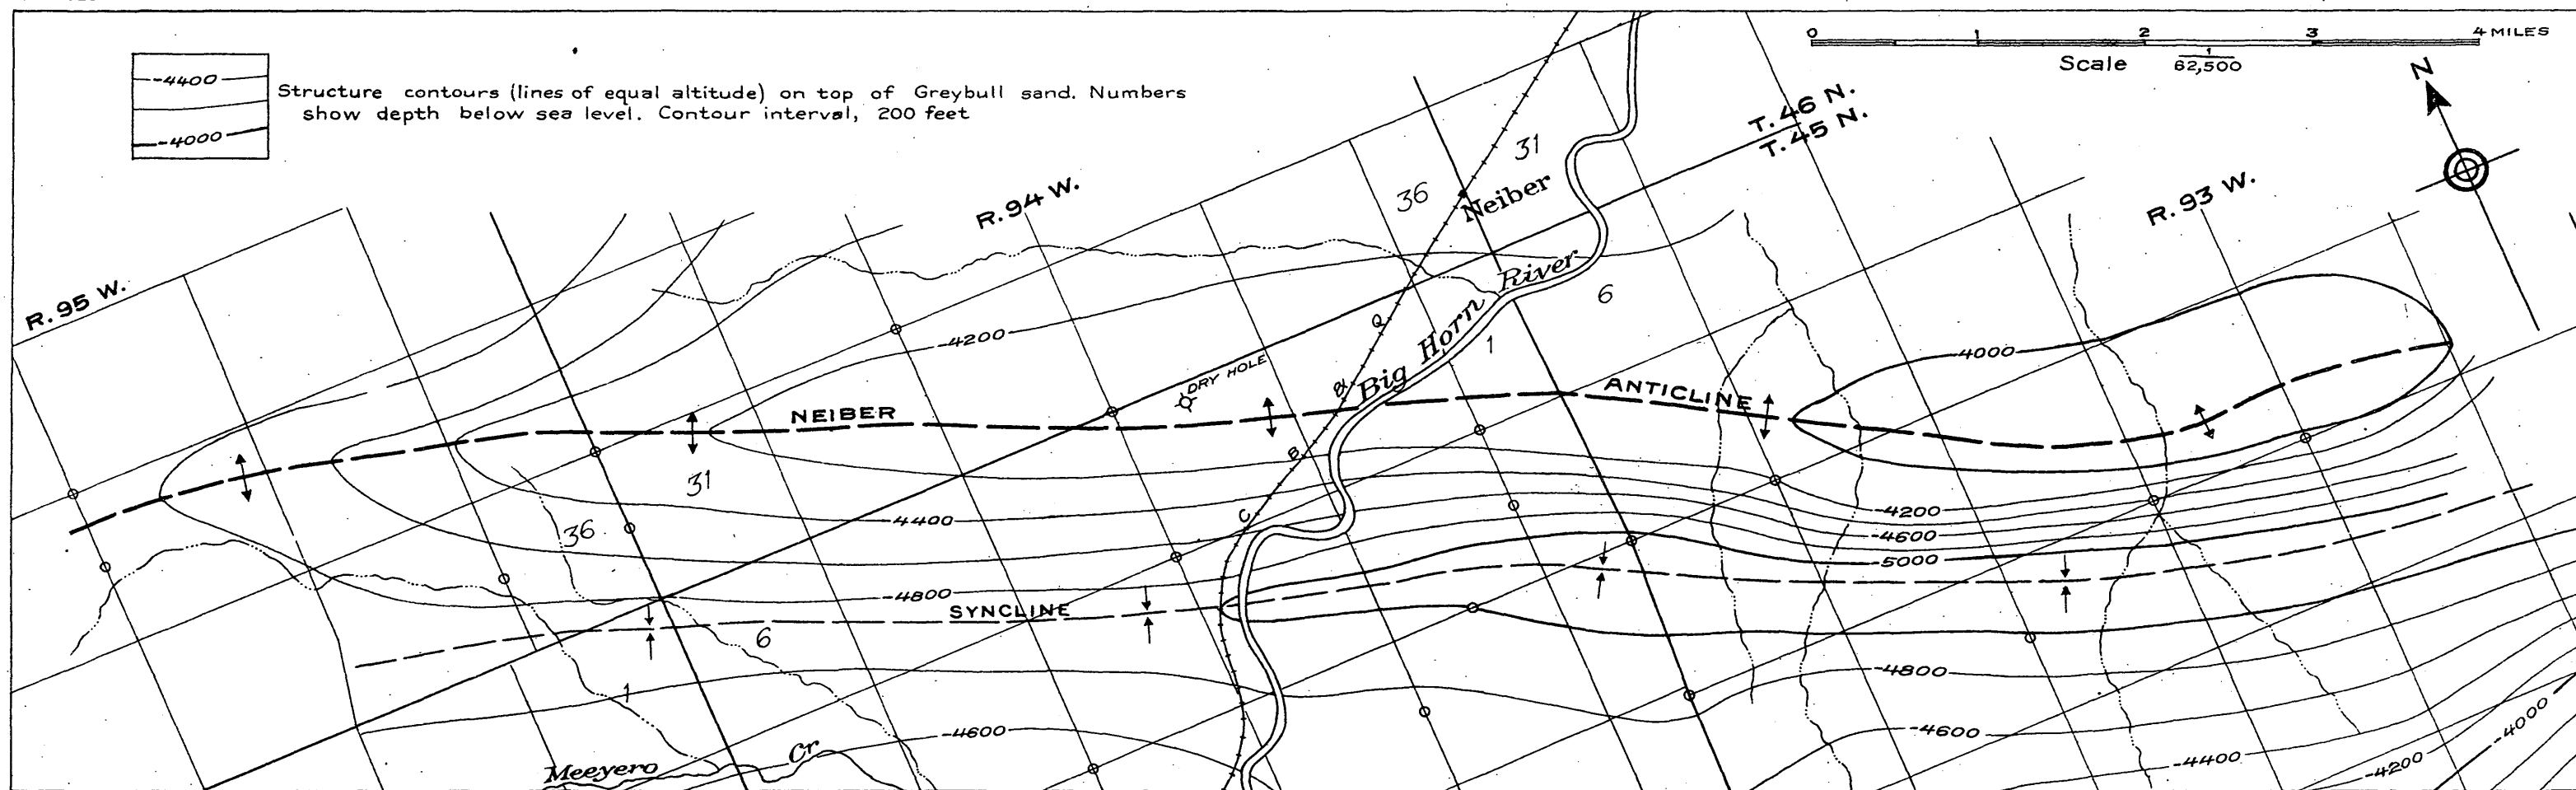 -4400
-4000
Structure contours (lines of equal altitude) on top of Greybull sand. Numbers
show depth below sea level. Contour interval, 200 feet
0 1 2 3 4 MILES
Scale 1/62,500
N
T. 46 N.
T. 45 N.
R. 95 W.
R. 94 W.
R. 93 W.
31
36
Neiber
6
1
Big Horn River
C. B. & Q.
DRY HOLE
-4200
-4000
NEIBER ANTICLINE
31
36
-4400
-4200
-4600
-5000
-4800
SYNCLINE
6
1
-4800
-4600
-4600
-4400
-4200
-4000
Meeyero Cr